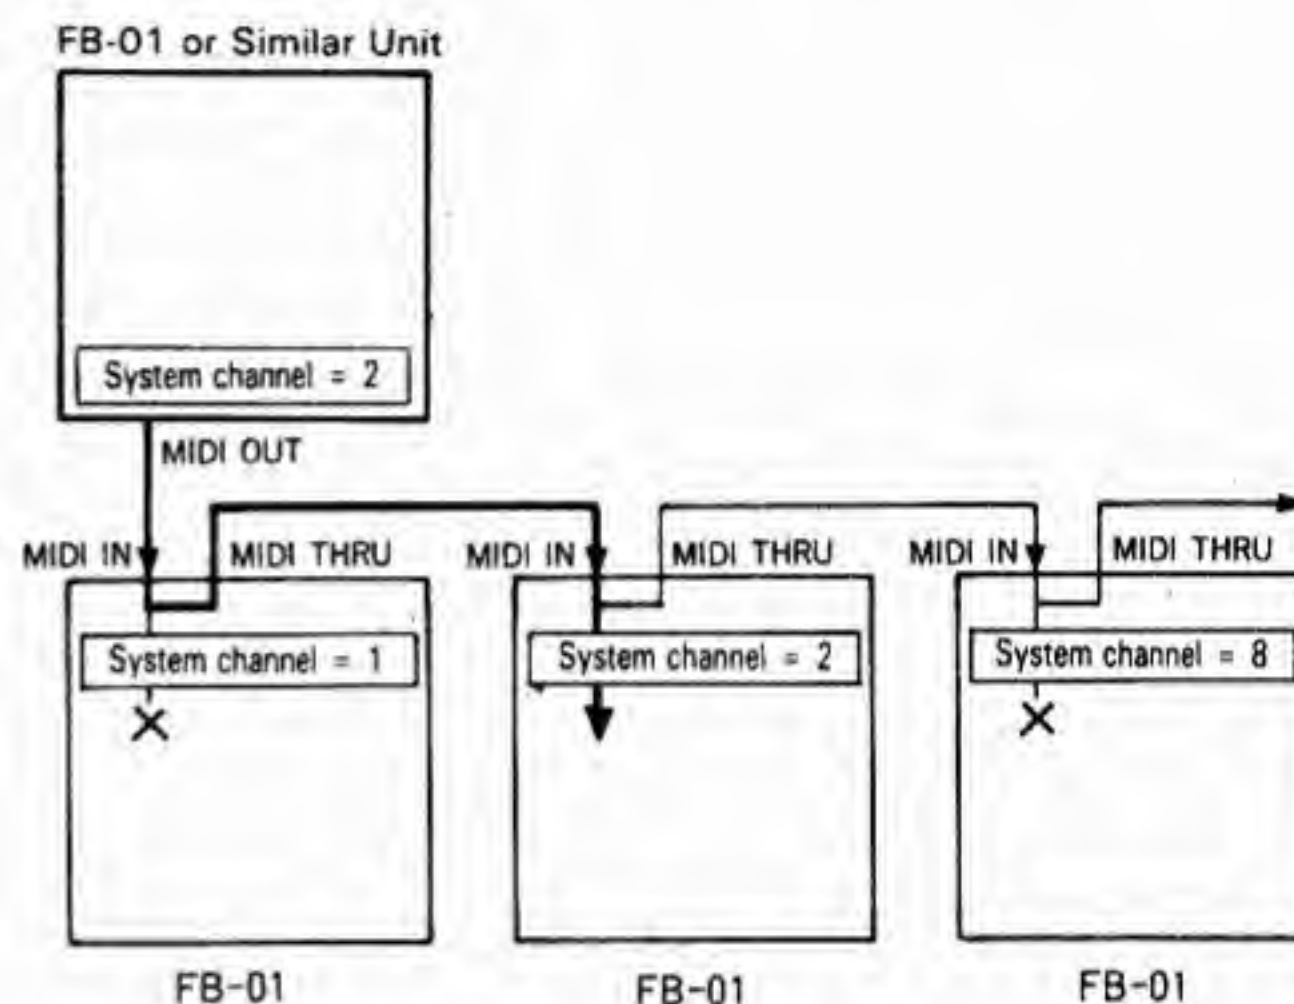 FB-01 or Similar Unit
System channel = 2
MIDI OUT
MIDI IN
MIDI THRU
MIDI IN
MIDI THRU
MIDI IN
MIDI THRU
System channel = 1
System channel = 2
System channel = 8
FB-01
FB-01
FB-01